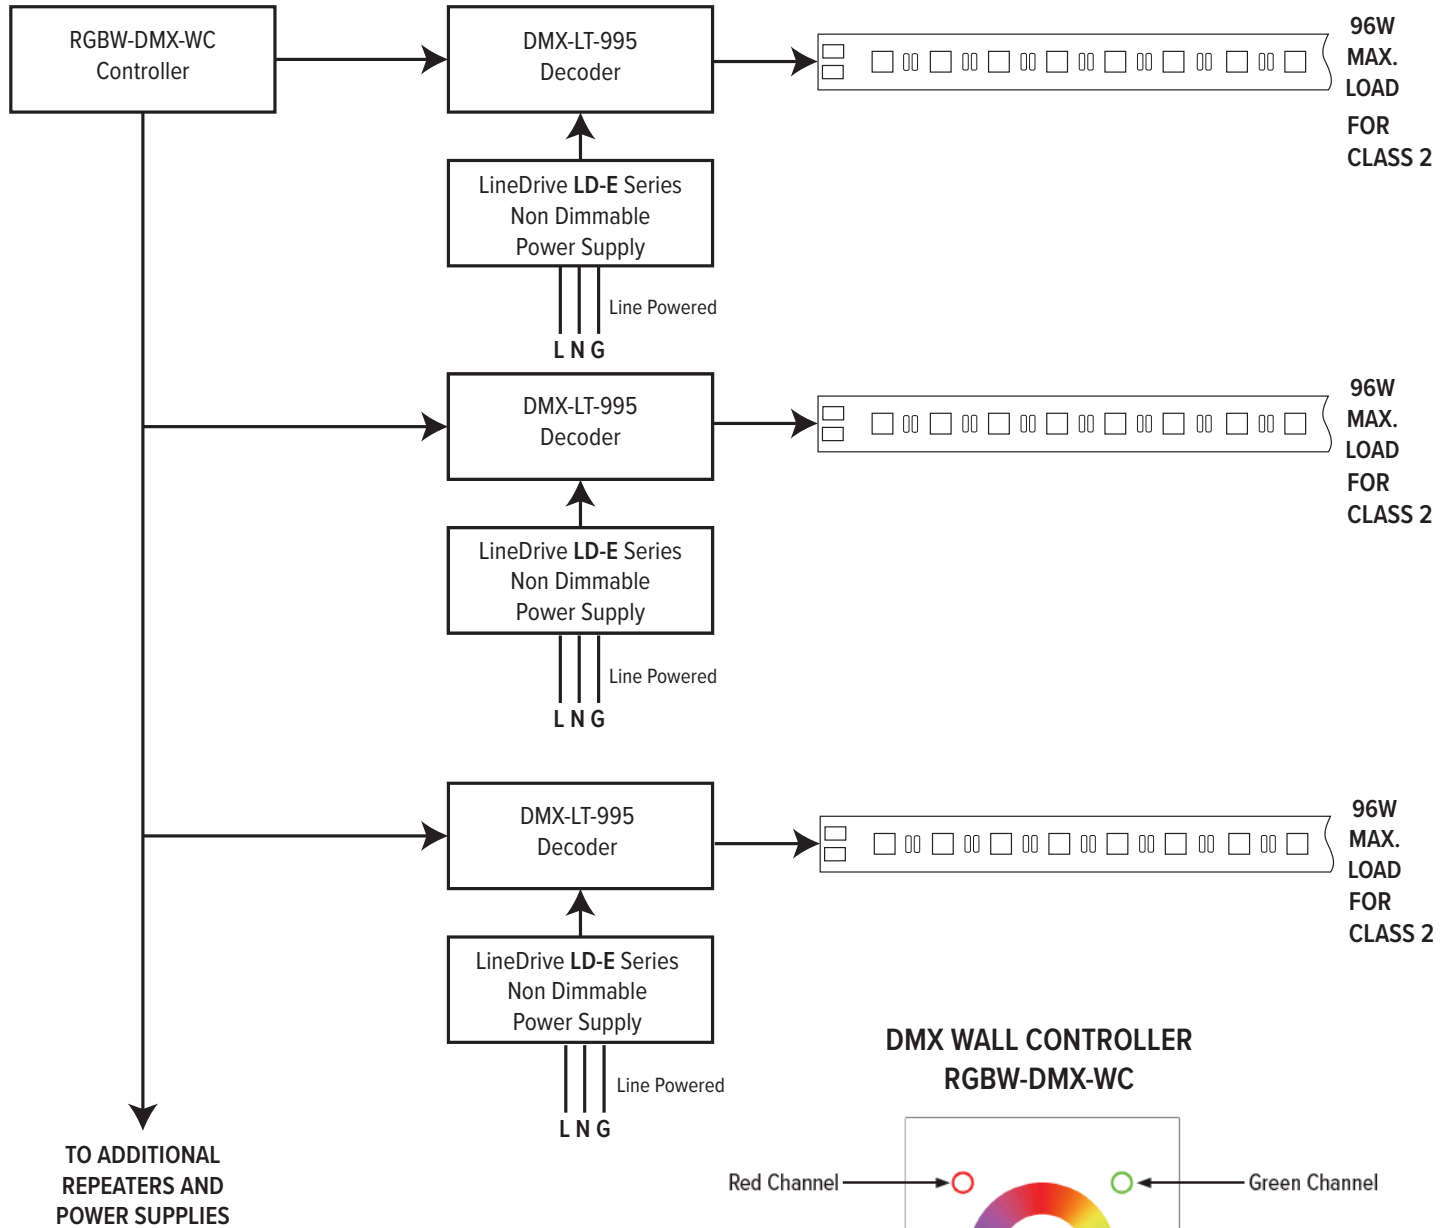 RGBW-DMX-WC
Controller
DMX-LT-995
Decoder
96W
MAX.
LOAD
FOR
CLASS 2
LineDrive LD-E Series
Non Dimmable
Power Supply
Line Powered
L N G
DMX-LT-995
Decoder
96W
MAX.
LOAD
FOR
CLASS 2
LineDrive LD-E Series
Non Dimmable
Power Supply
Line Powered
L N G
DMX-LT-995
Decoder
96W
MAX.
LOAD
FOR
CLASS 2
LineDrive LD-E Series
Non Dimmable
Power Supply
Line Powered
L N G
TO ADDITIONAL
REPEATERS AND
POWER SUPPLIES
DMX WALL CONTROLLER
RGBW-DMX-WC
Red Channel
Green Channel